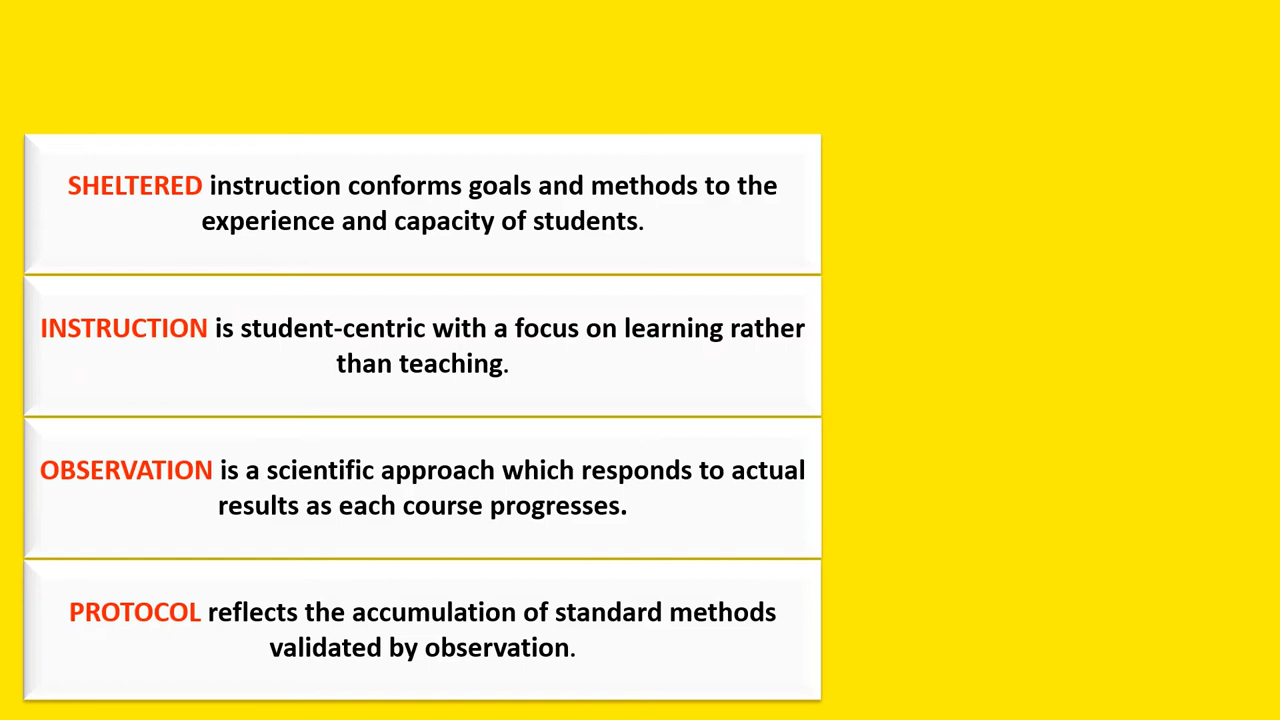 SHELTERED instruction conforms goals and methods to the
experience and capacity of students.
INSTRUCTION is student-centric with a focus on learning rather
than teaching.
OBSERVATION is a scientific approach which responds to actual
results as each course progresses.
PROTOCOL reflects the accumulation of standard methods
validated by observation.